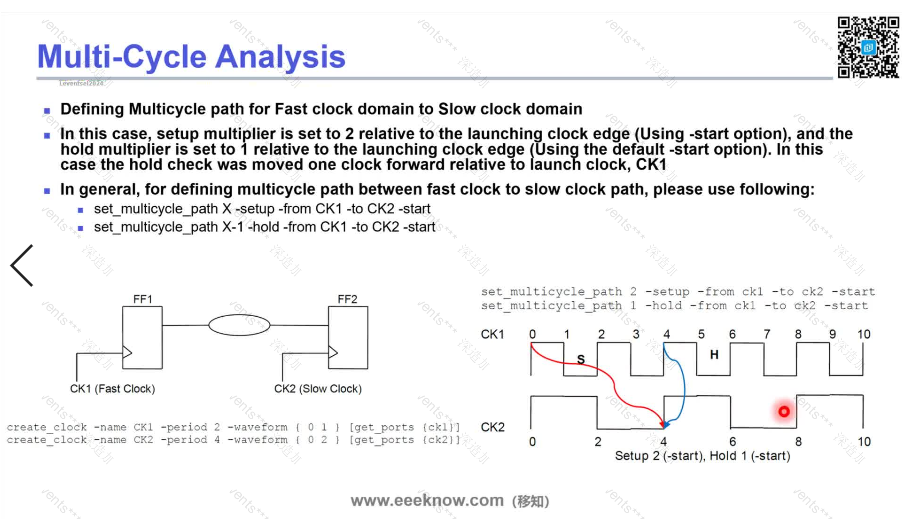 Multi-Cycle Analysis
Loventsel2024
Defining Multicycle path for Fast clock domain to Slow clock domain
In this case, setup multiplier is set to 2 relative to the launching clock edge (Using -start option), and the
hold multiplier is set to 1 relative to the launching clock edge (Using the default -start option). In this
case the hold check was moved one clock forward relative to launch clock, CK1
In general, for defining multicycle path between fast clock to slow clock path, please use following:
set_multicycle_path X -setup -from CK1 -to CK2 -start
set_multicycle_path X-1 -hold -from CK1 -to CK2 -start
FF1
FF2
CK1 (Fast Clock)
CK2 (Slow Clock)
create_clock -name CK1 -period 2 -waveform { 0 1 } [get_ports {ck1}]
create_clock -name CK2 -period 4 -waveform { 0 2 } [get_ports {ck2}]
set_multicycle_path 2 -setup -from ck1 -to ck2 -start
set_multicycle_path 1 -hold -from ck1 -to ck2 -start
CK1 0 1 2 3 4 5 6 7 8 9 10
S H
CK2
0 2 4 6 8 10
Setup 2 (-start), Hold 1 (-start)
www.eeeknow.com (移知)